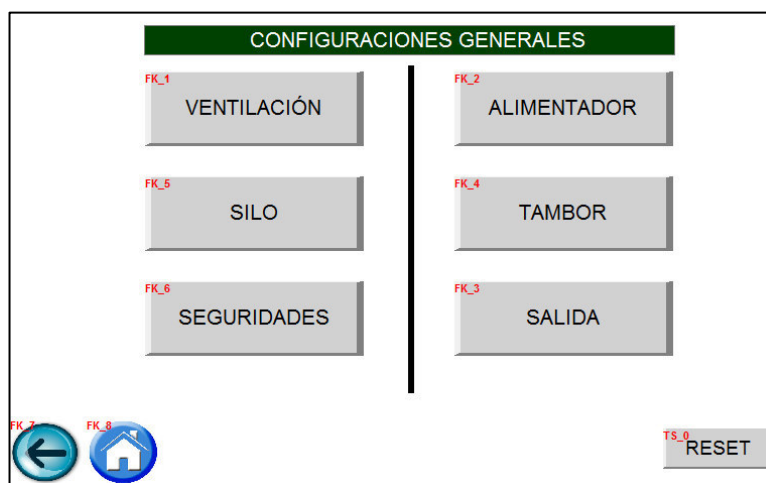 CONFIGURACIONES GENERALES
FK_1
VENTILACIÓN
FK_2
ALIMENTADOR
FK_5
SILO
FK_4
TAMBOR
FK_6
SEGURIDADES
FK_3
SALIDA
FK_7
FK_8
TS_0
RESET